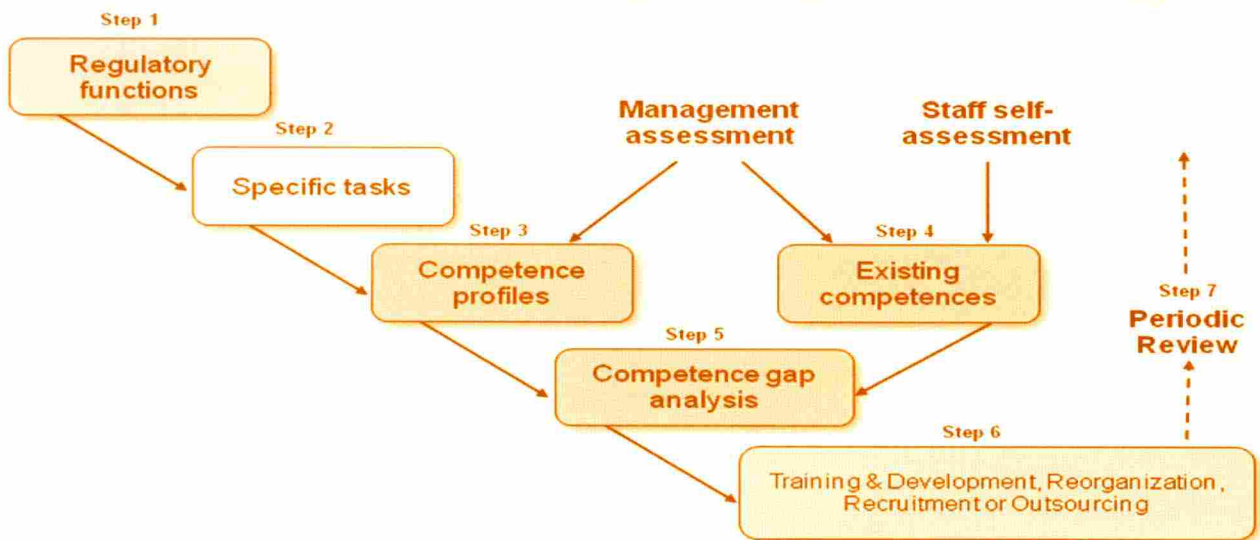 Step 1
Regulatory
functions
Step 2
Specific tasks
Management
assessment
Staff self-
assessment
Step 3
Competence
profiles
Step 4
Existing
competences
Step 5
Competence gap
analysis
Step 6
Training & Development, Reorganization,
Recruitment or Outsourcing
Step 7
Periodic
Review